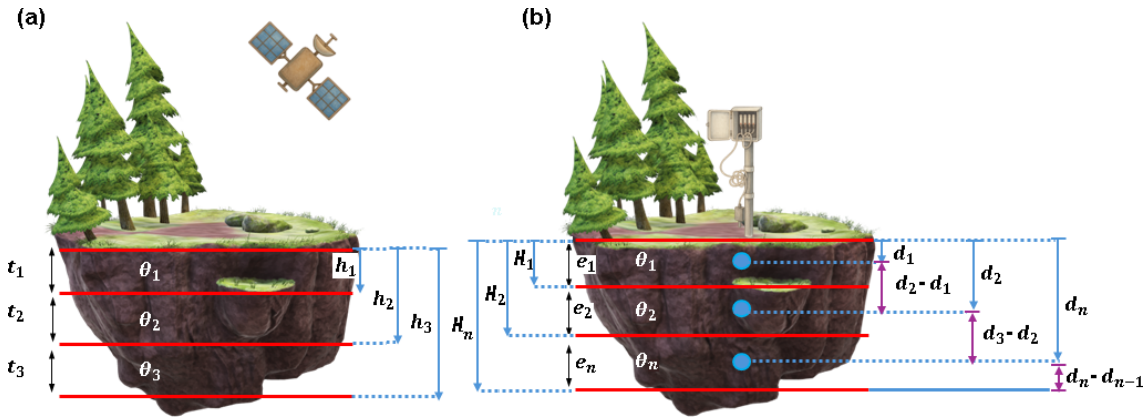 (a)
(b)
t₁
θ₁
h₁
t₂
θ₂
h₂
h₃
t₃
θ₃
n
H₁
H₂
Hₙ
e₁
θ₁
d₁
d₂ - d₁
d₂
e₂
θ₂
dₙ
d₃ - d₂
eₙ
θₙ
dₙ - dₙ₋₁